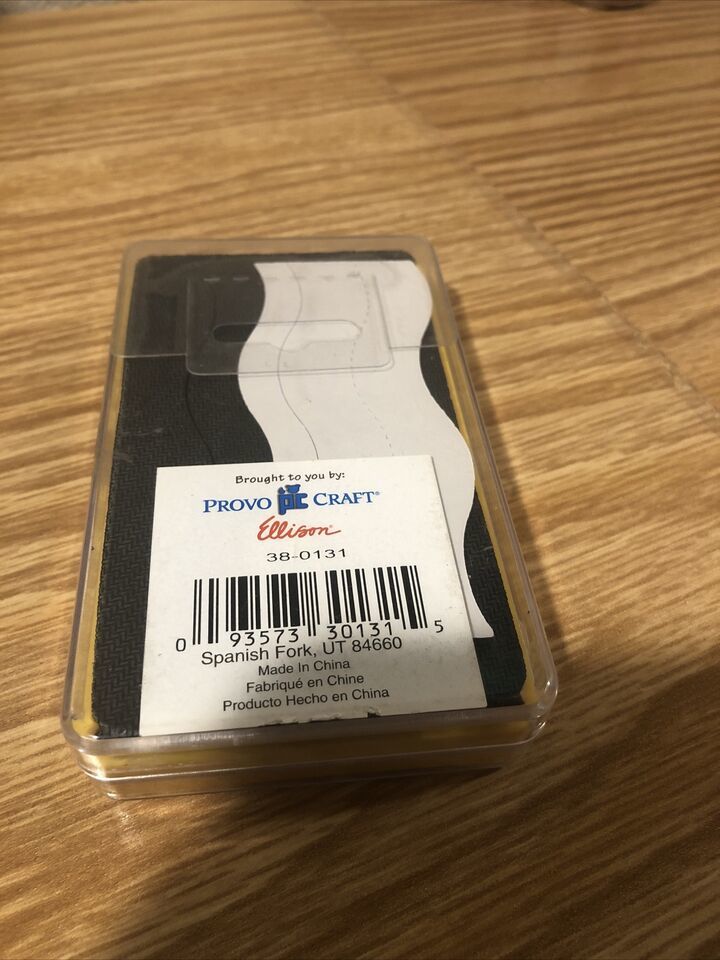 Brought to you by:
PROVO pc CRAFT®
Ellison®
38-0131
0 93573 30131 5
Spanish Fork, UT 84660
Made In China
Fabriqué en Chine
Producto Hecho en China